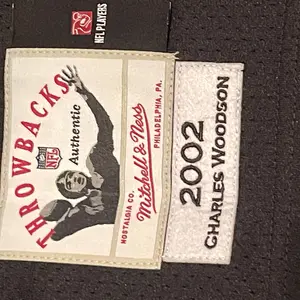 NFL PLAYERS
THROWBACKS
NFL
Authentic
Mitchell & Ness
NOSTALGIA CO.
PHILADELPHIA, PA.
2002
CHARLES WOODSON